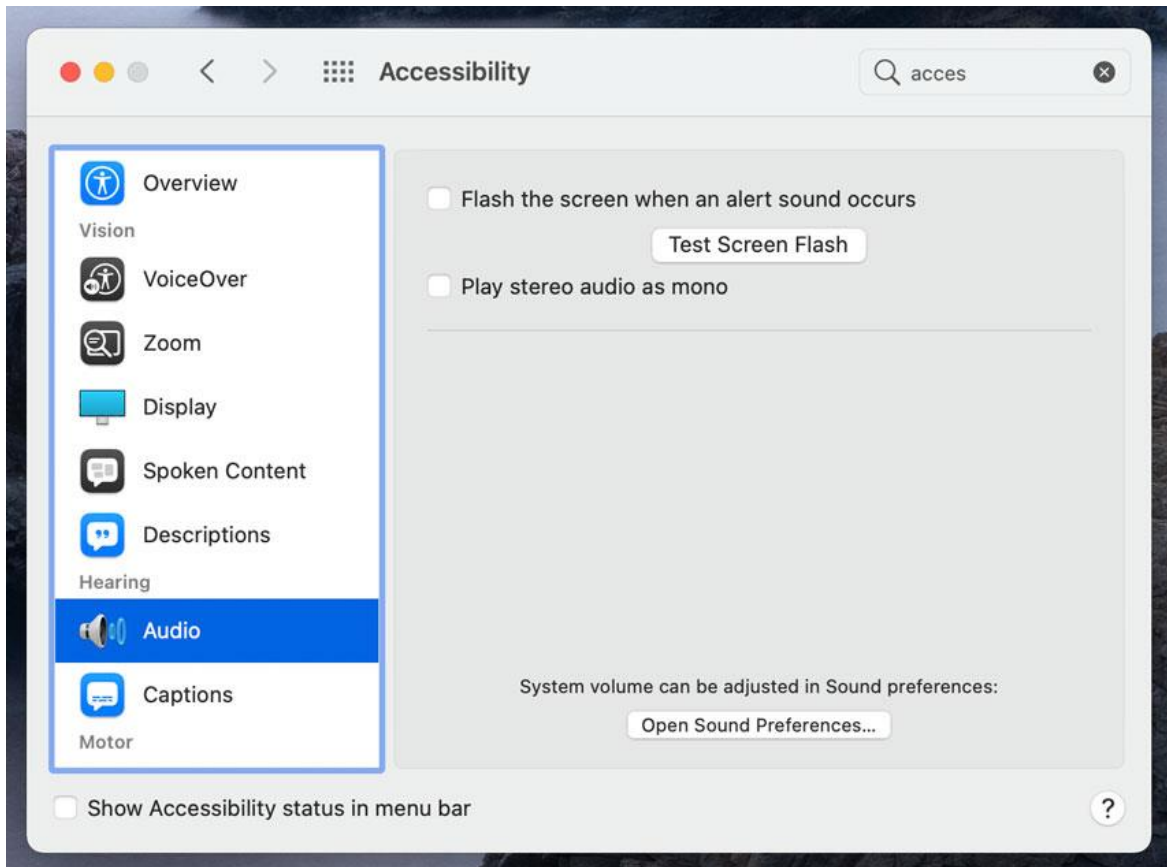 Accessibility
acces
Overview
Vision
VoiceOver
Zoom
Display
Spoken Content
Descriptions
Hearing
Audio
Captions
Motor
Flash the screen when an alert sound occurs
Test Screen Flash
Play stereo audio as mono
System volume can be adjusted in Sound preferences:
Open Sound Preferences...
Show Accessibility status in menu bar
?